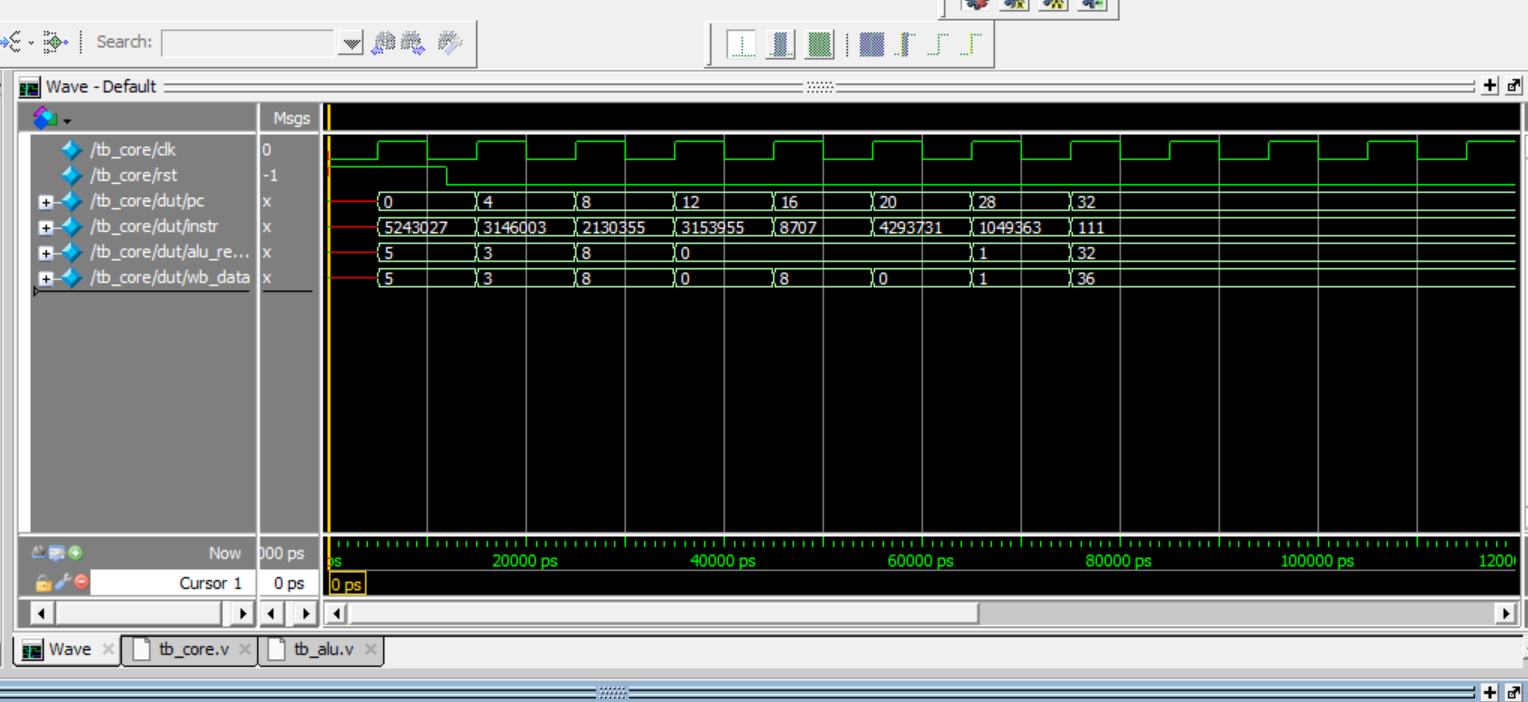 Search:
Wave - Default
Msgs
/tb_core/clk 0
/tb_core/rst -1
/tb_core/dut/pc x 0 4 8 12 16 20 28 32
/tb_core/dut/instr x 5243027 3146003 2130355 3153955 8707 4293731 1049363 111
/tb_core/dut/alu_re... x 5 3 8 0 1 32
/tb_core/dut/wb_data x 5 3 8 0 8 0 1 36
Now 000 ps ps 20000 ps 40000 ps 60000 ps 80000 ps 100000 ps 12000
Cursor 1 0 ps 0 ps
Wave tb_core.v tb_alu.v